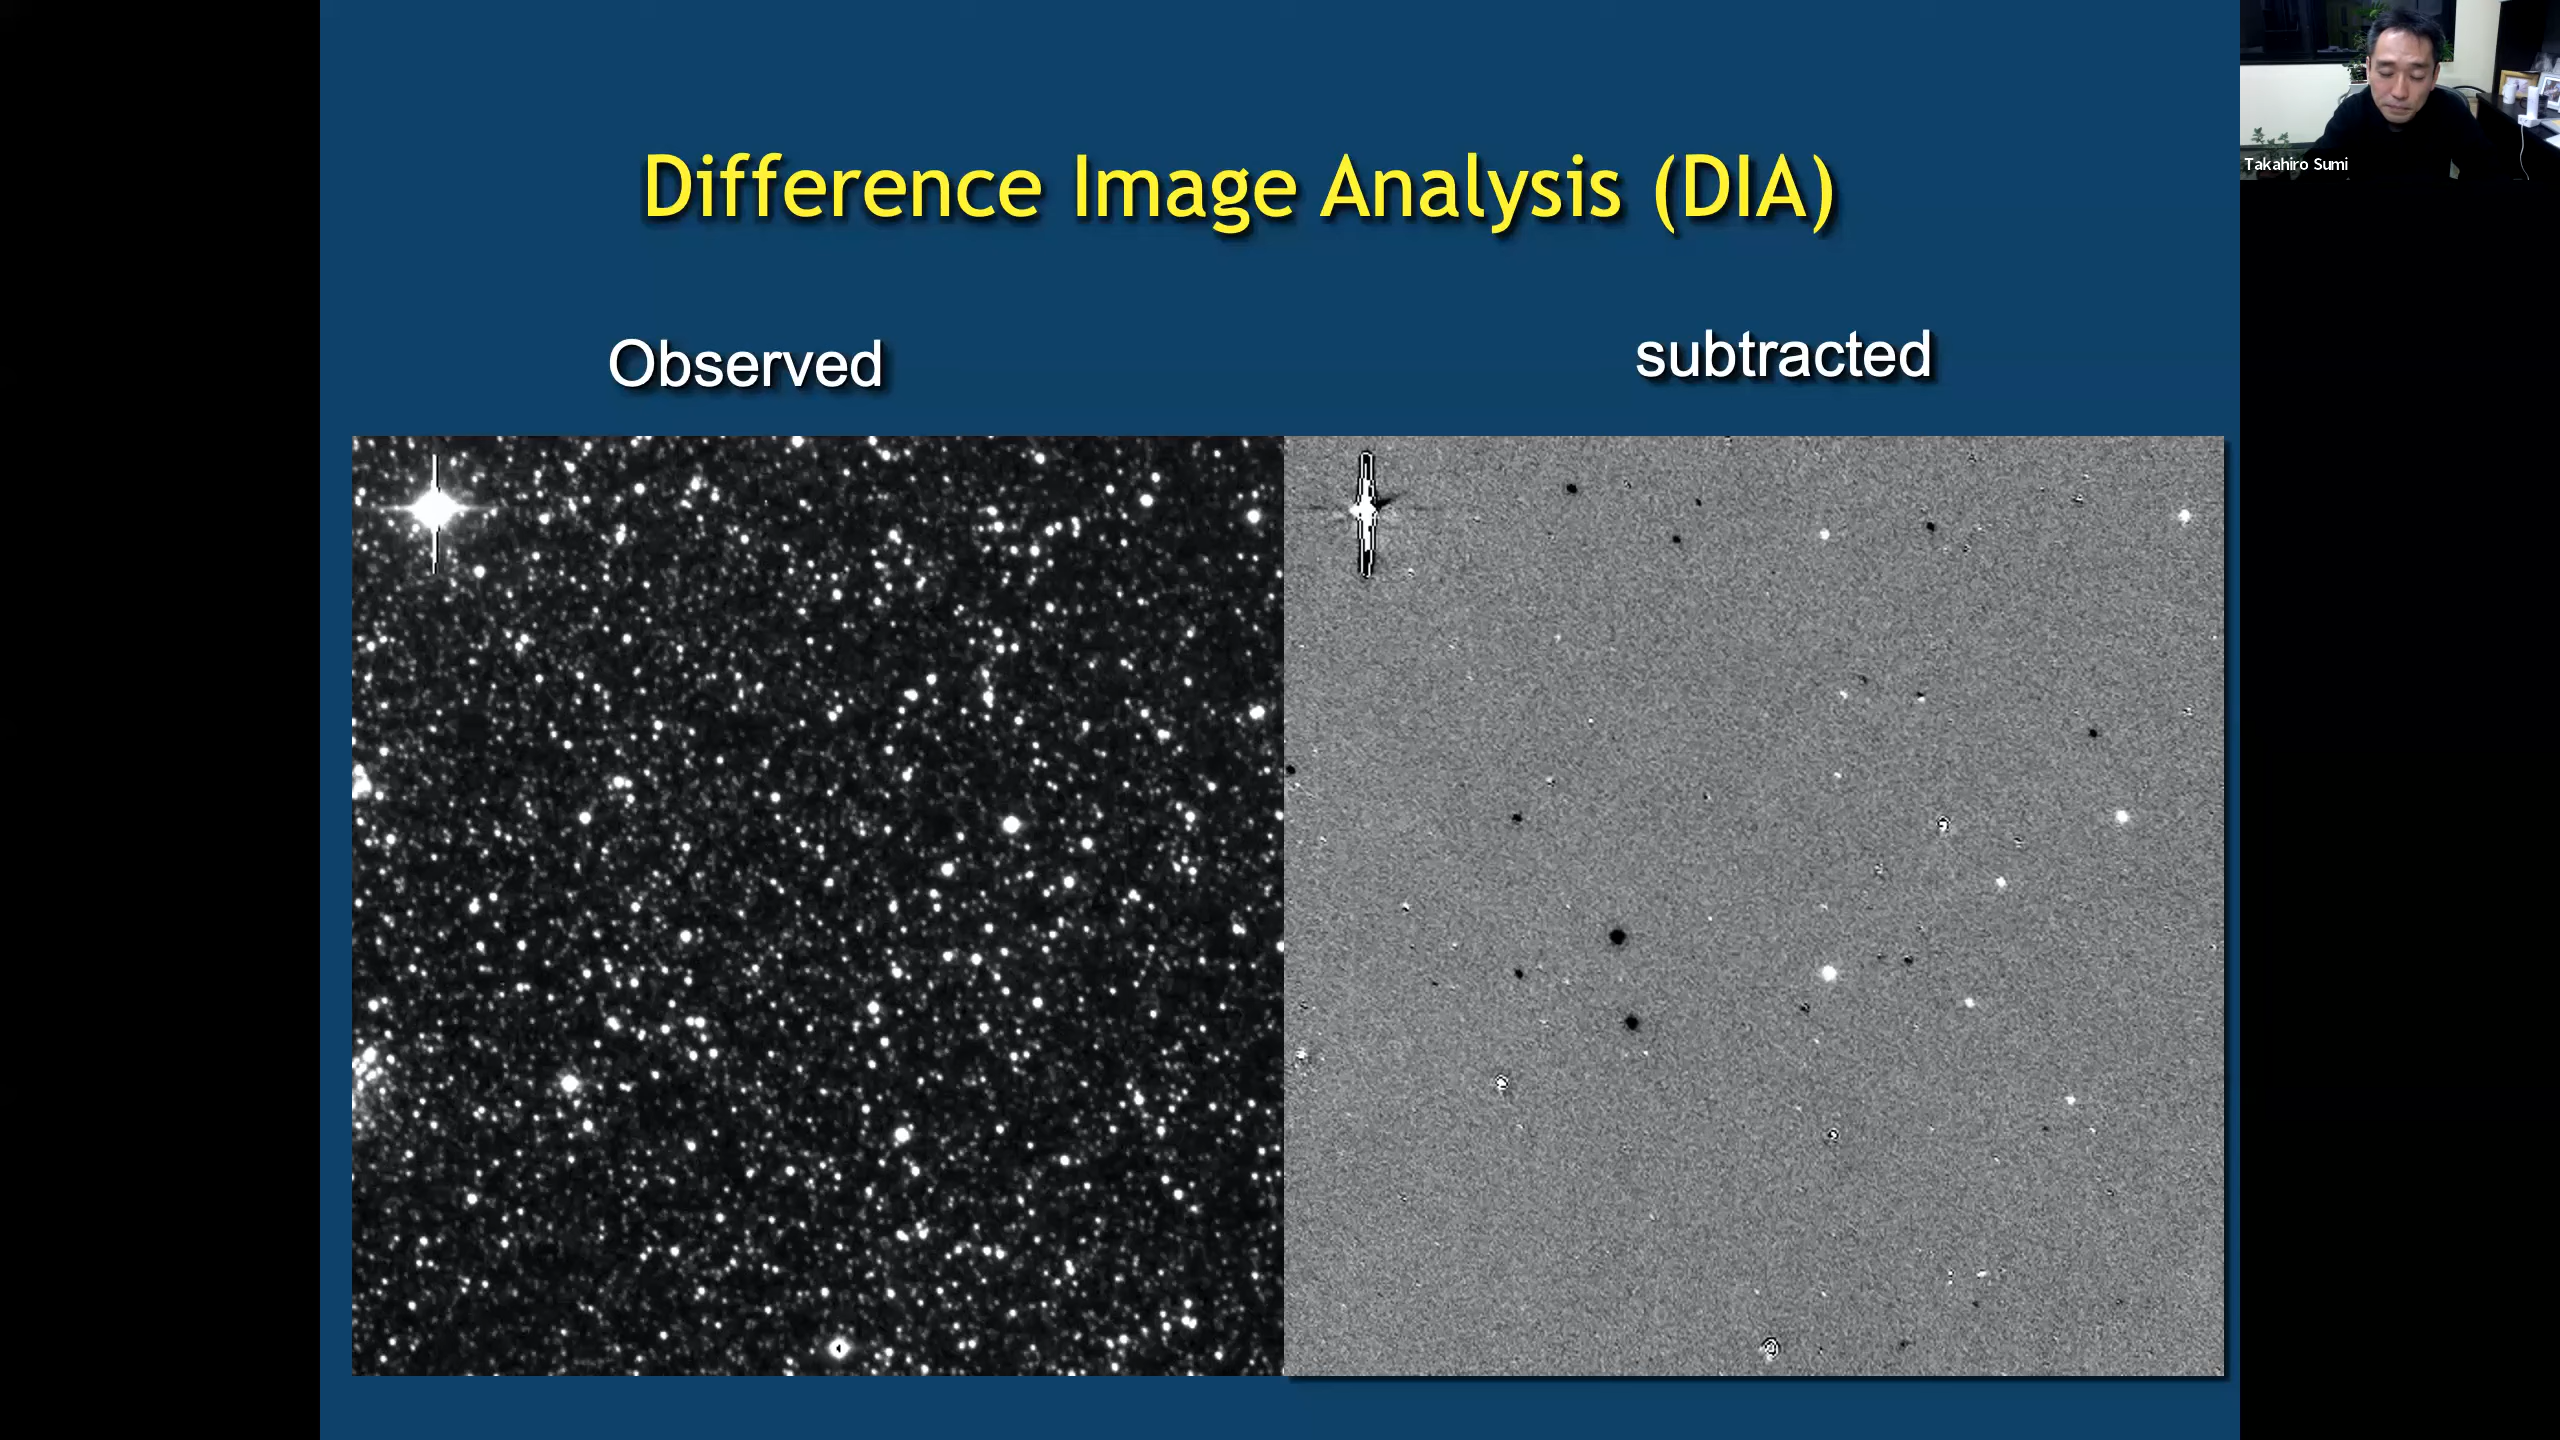 Difference Image Analysis (DIA)
Observed
subtracted
Takahiro Sumi